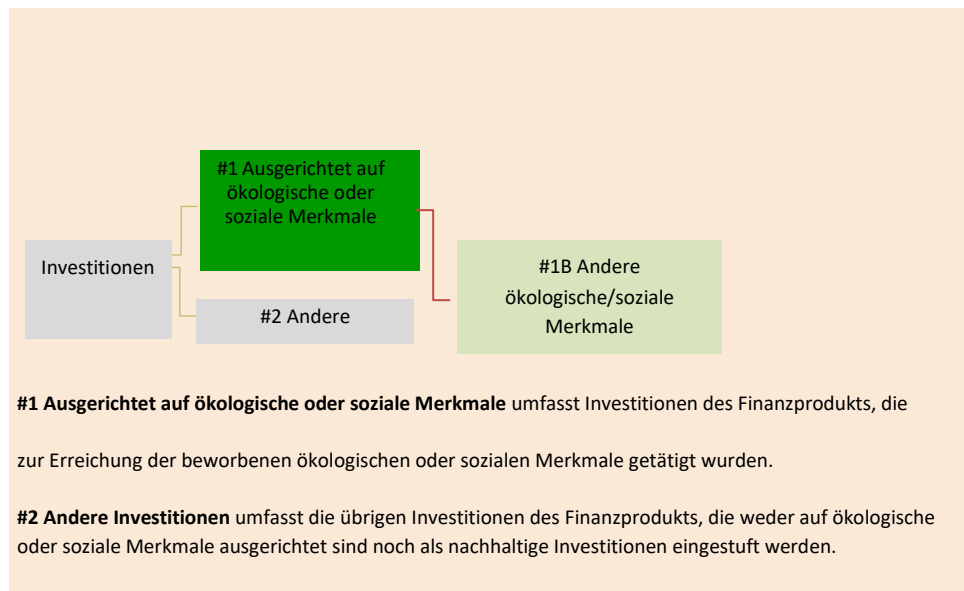 #1 Ausgerichtet auf
ökologische oder
soziale Merkmale
Investitionen
#2 Andere
#1B Andere
ökologische/soziale
Merkmale
#1 Ausgerichtet auf ökologische oder soziale Merkmale umfasst Investitionen des Finanzprodukts, die
zur Erreichung der beworbenen ökologischen oder sozialen Merkmale getätigt wurden.
#2 Andere Investitionen umfasst die übrigen Investitionen des Finanzprodukts, die weder auf ökologische
oder soziale Merkmale ausgerichtet sind noch als nachhaltige Investitionen eingestuft werden.